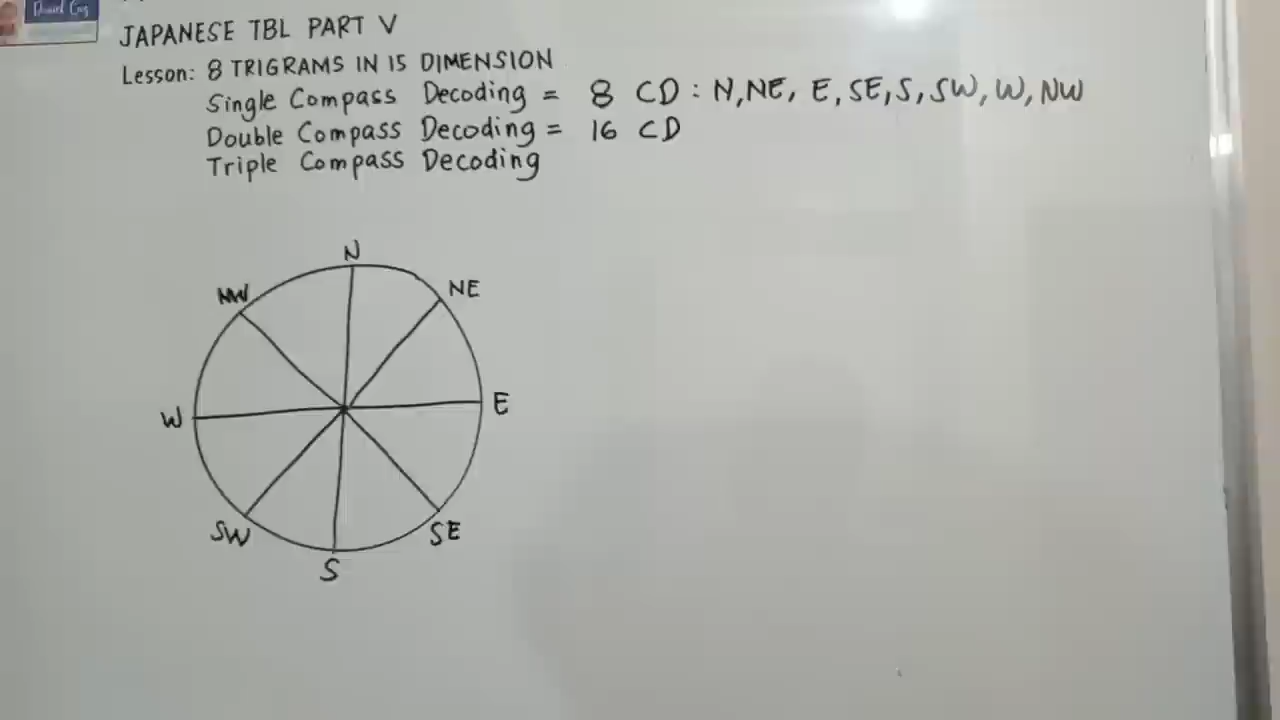 JAPANESE TBL PART V
Lesson: 8 TRIGRAMS IN 15 DIMENSION
Single Compass Decoding = 8 CD : N, NE, E, SE, S, SW, W, NW
Double Compass Decoding = 16 CD
Triple Compass Decoding
N
NW
NE
W
E
SW
SE
S